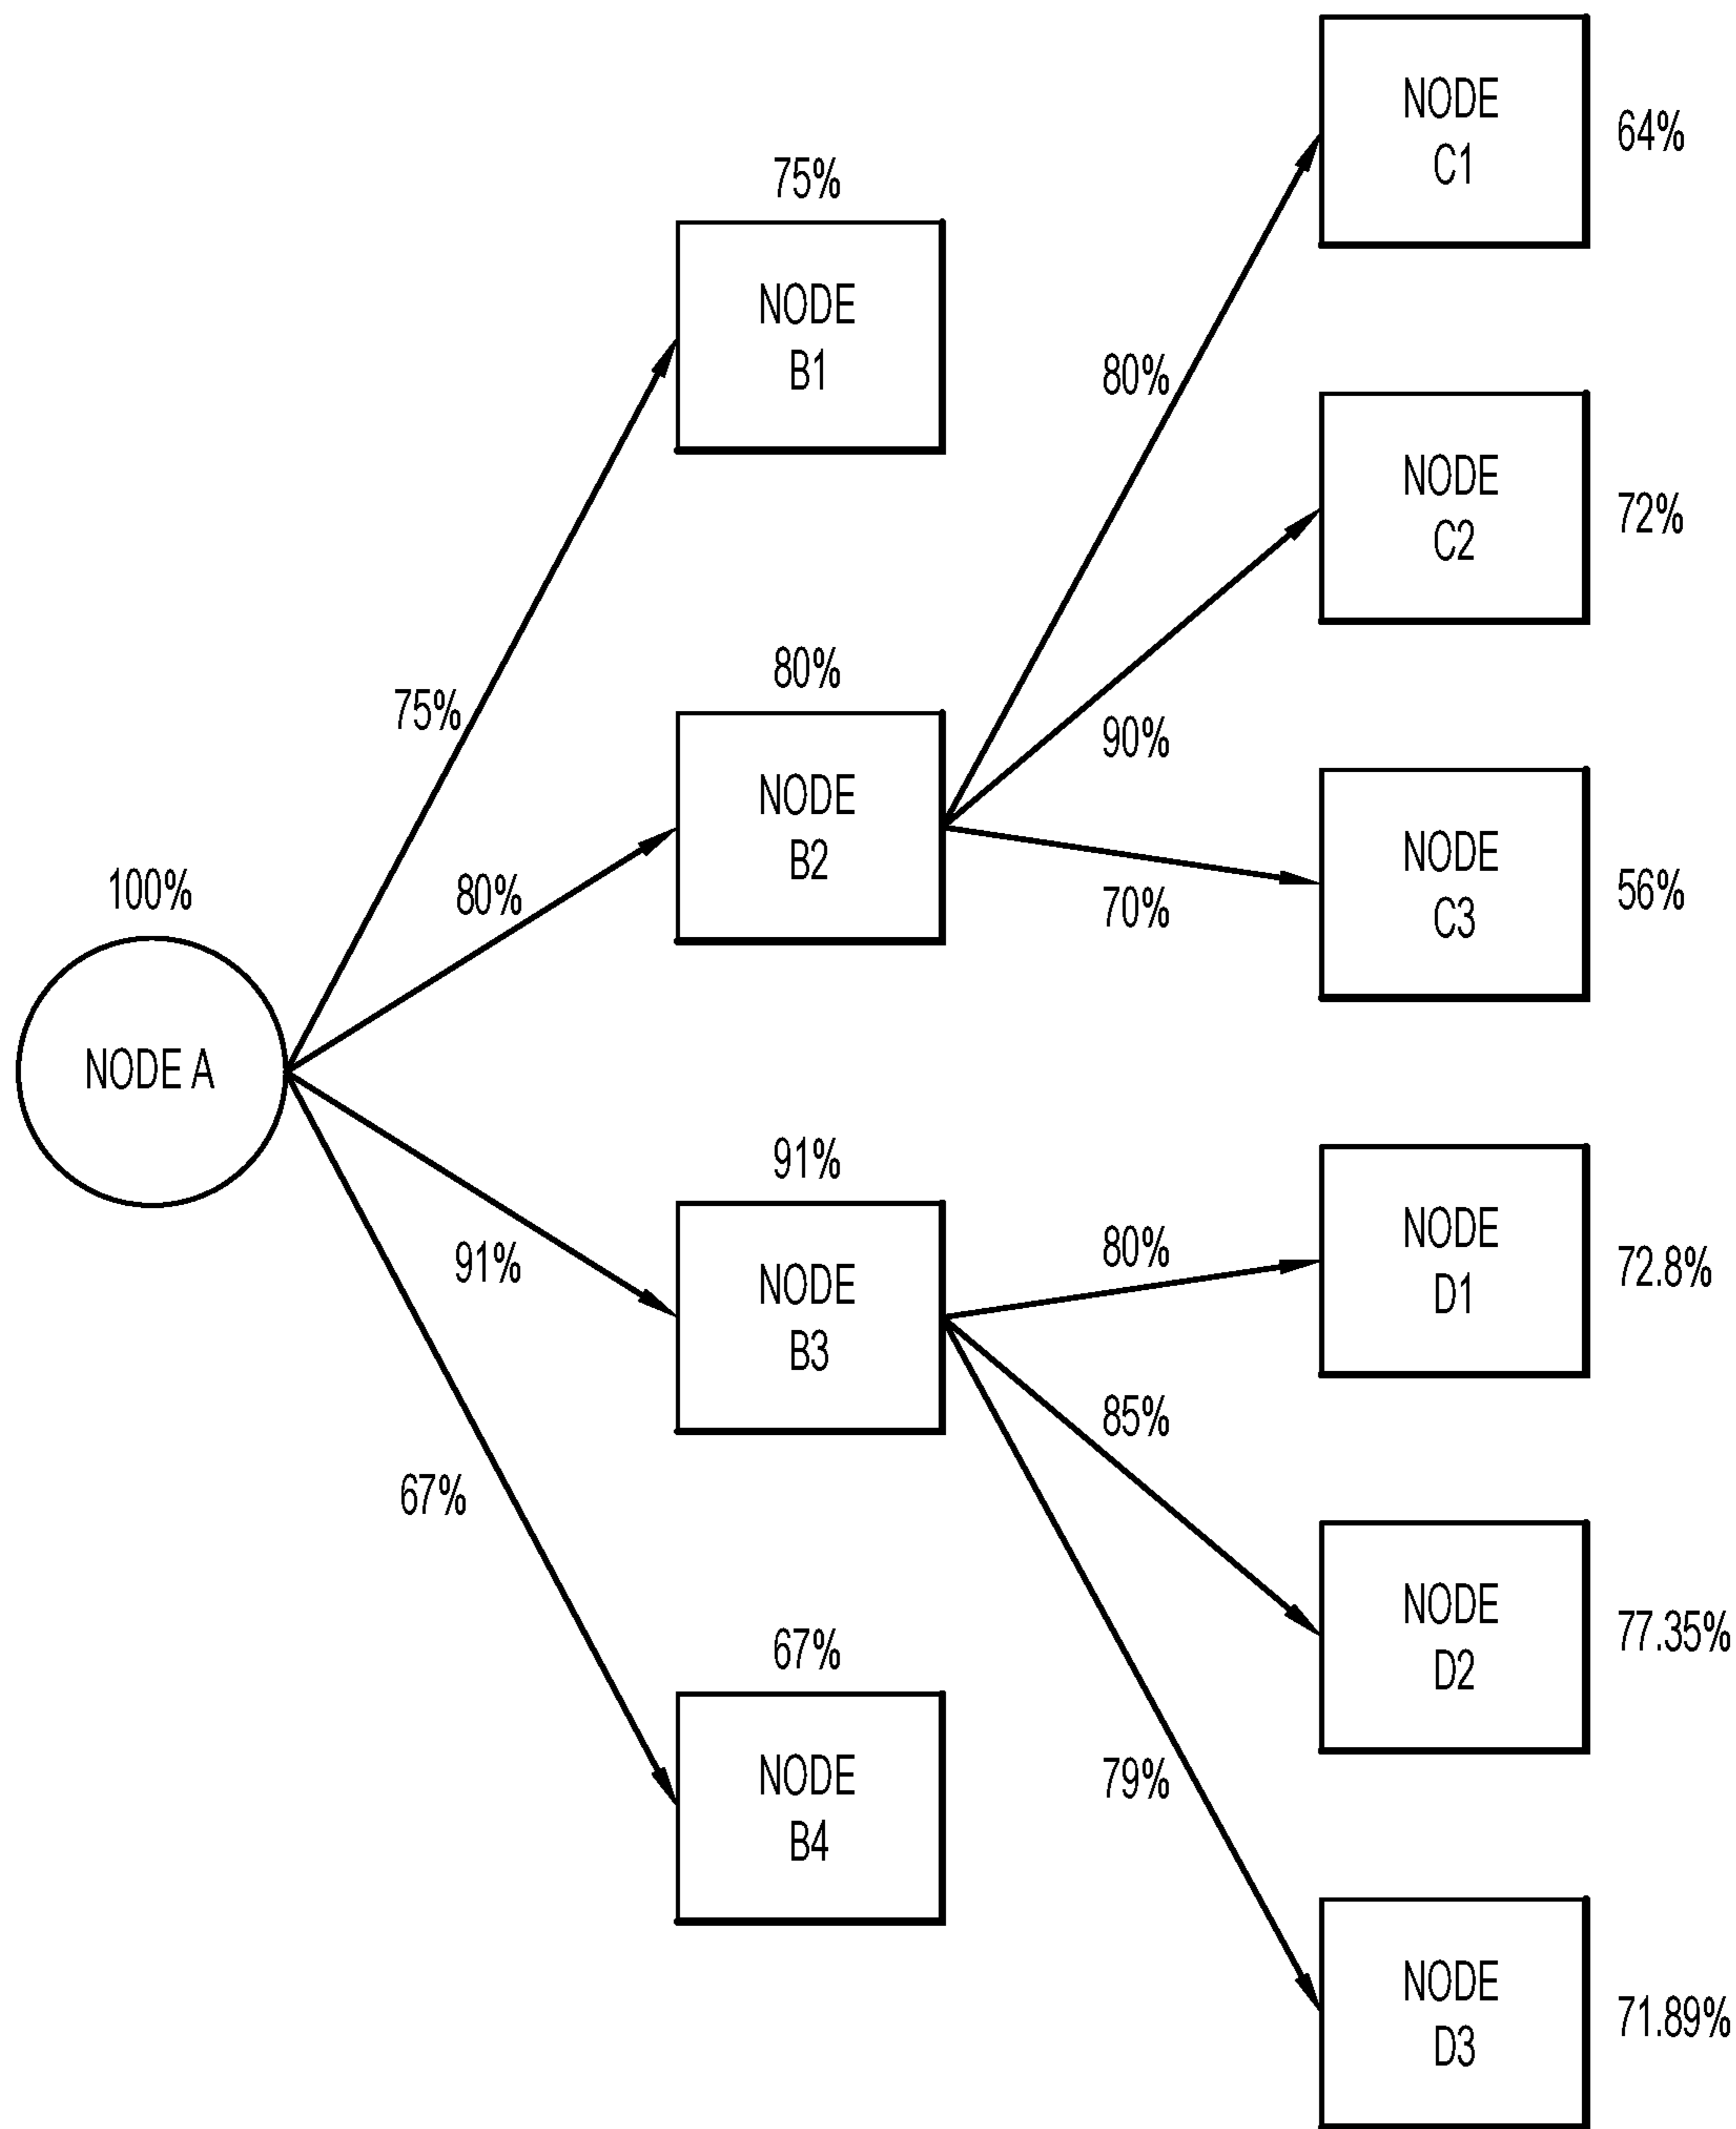 NODE
C1
64%
75%
NODE
B1
80%
NODE
C2
72%
80%
75%
90%
NODE
B2
NODE
C3
56%
100%
80%
70%
NODE A
91%
NODE
D1
72.8%
80%
91%
NODE
B3
85%
67%
NODE
D2
77.35%
67%
NODE
B4
79%
NODE
D3
71.89%